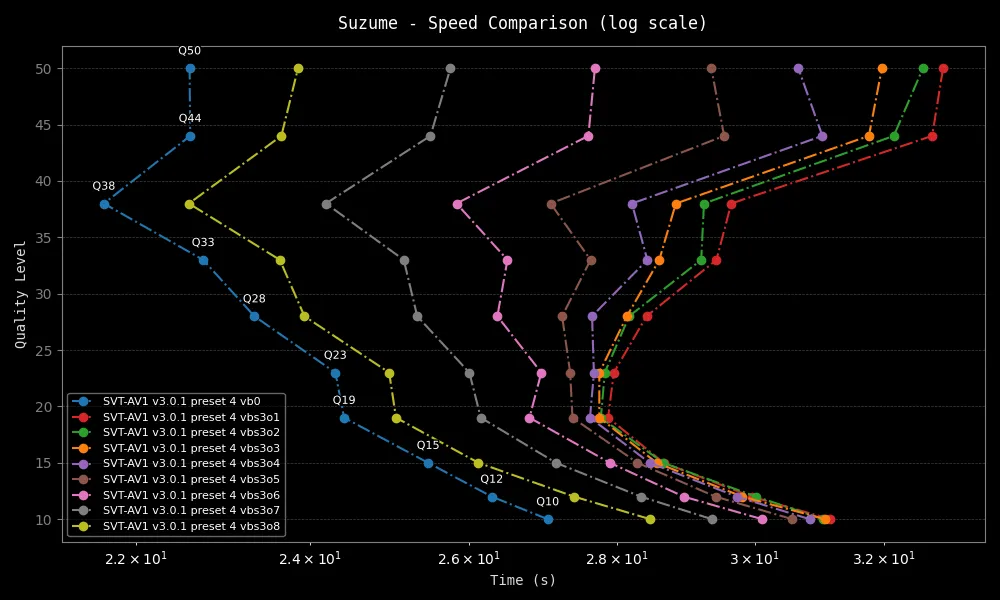 Suzume - Speed Comparison (log scale)
Q50
Q44
Q38
Q33
Q28
Q23
Q19
Q15
Q12
Q10
50
45
40
35
30
25
20
15
10
Quality Level
SVT-AV1 v3.0.1 preset 4 vb0
SVT-AV1 v3.0.1 preset 4 vbs3o1
SVT-AV1 v3.0.1 preset 4 vbs3o2
SVT-AV1 v3.0.1 preset 4 vbs3o3
SVT-AV1 v3.0.1 preset 4 vbs3o4
SVT-AV1 v3.0.1 preset 4 vbs3o5
SVT-AV1 v3.0.1 preset 4 vbs3o6
SVT-AV1 v3.0.1 preset 4 vbs3o7
SVT-AV1 v3.0.1 preset 4 vbs3o8
2.2 × 10¹ 2.4 × 10¹ 2.6 × 10¹ 2.8 × 10¹ 3 × 10¹ 3.2 × 10¹
Time (s)